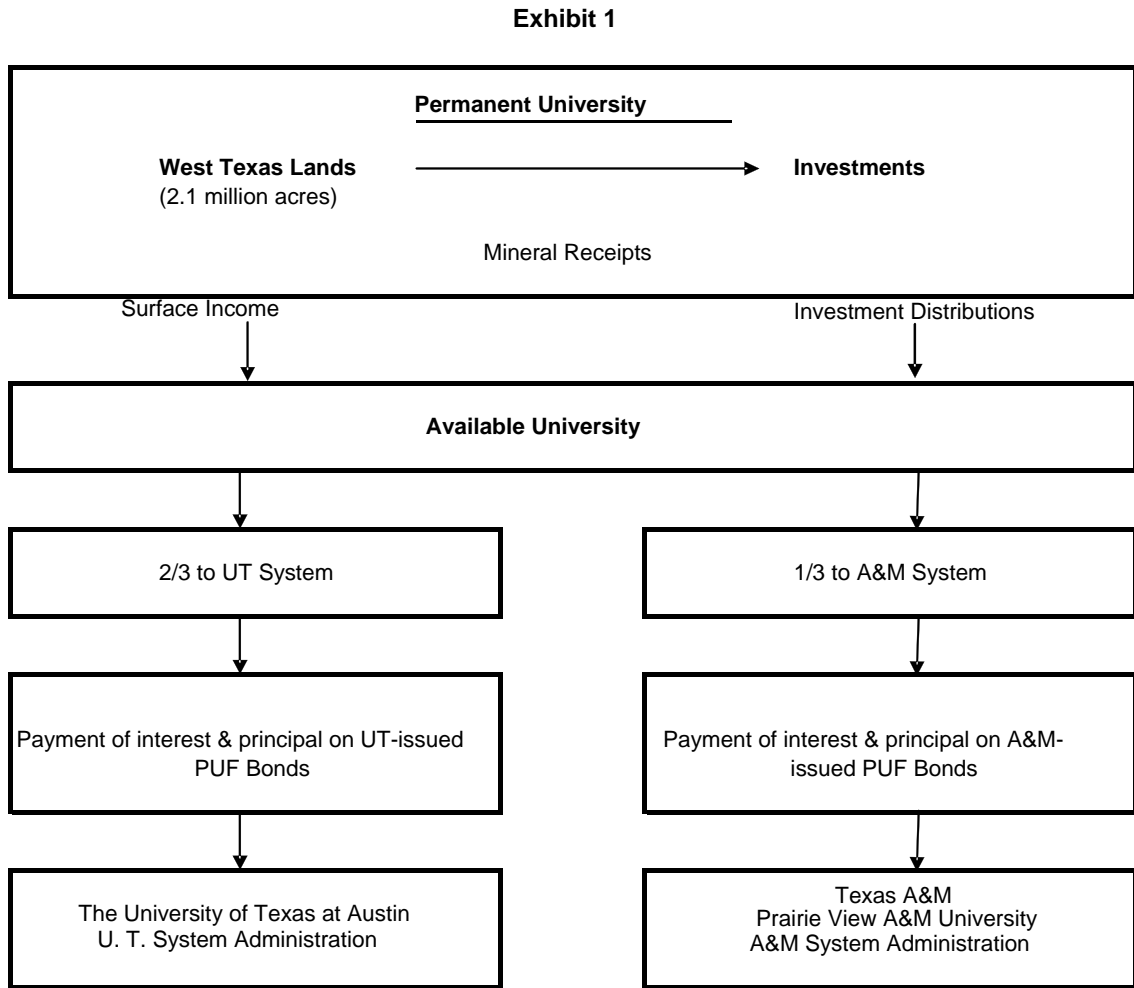 Exhibit 1
Permanent University
West Texas Lands
(2.1 million acres)
Investments
Mineral Receipts
Surface Income
Investment Distributions
Available University
2/3 to UT System
1/3 to A&M System
Payment of interest & principal on UT-issued
PUF Bonds
Payment of interest & principal on A&M-
issued PUF Bonds
The University of Texas at Austin
U. T. System Administration
Texas A&M
Prairie View A&M University
A&M System Administration